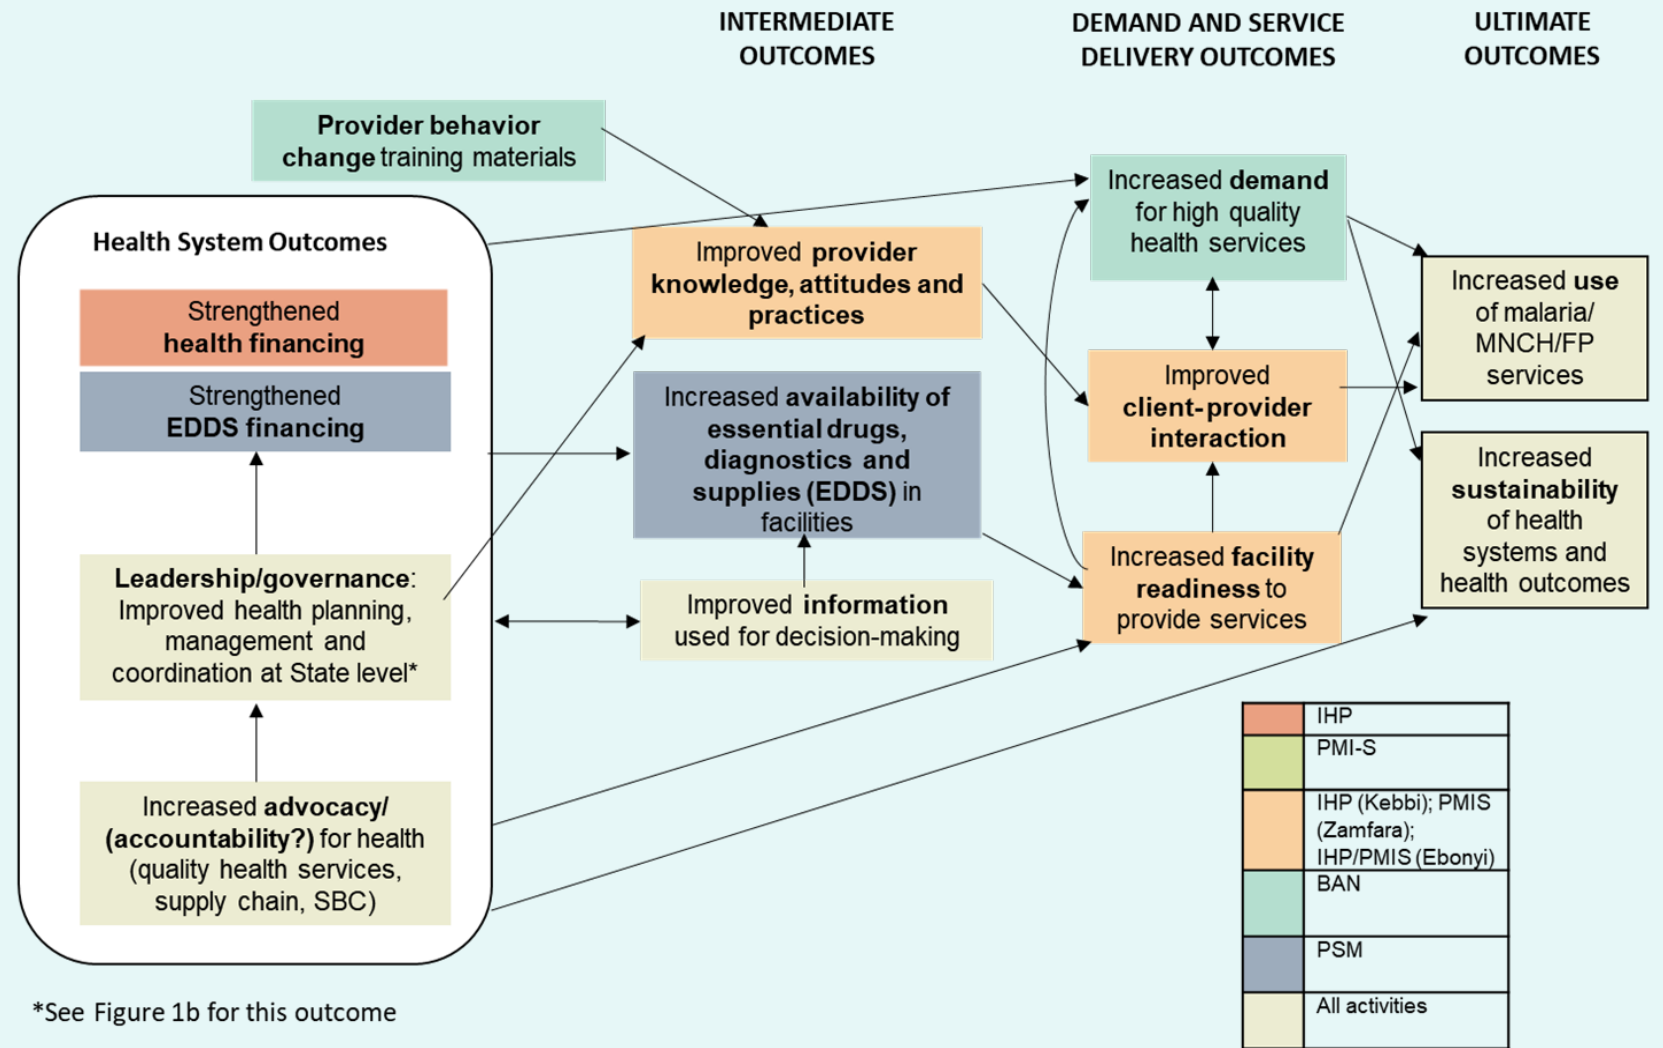 INTERMEDIATE
OUTCOMES
DEMAND AND SERVICE
DELIVERY OUTCOMES
ULTIMATE
OUTCOMES
Provider behavior
change training materials
Health System Outcomes
Strengthened
health financing
Strengthened
EDDS financing
Leadership/governance:
Improved health planning,
management and
coordination at State level*
Increased advocacy/
(accountability?) for health
(quality health services,
supply chain, SBC)
Improved provider
knowledge, attitudes and
practices
Increased availability of
essential drugs,
diagnostics and
supplies (EDDS) in
facilities
Improved information
used for decision-making
Increased demand
for high quality
health services
Improved
client-provider
interaction
Increased facility
readiness to
provide services
Increased use
of malaria/
MNCH/FP
services
Increased
sustainability
of health
systems and
health outcomes
IHP
PMI-S
IHP (Kebbi); PMIS
(Zamfara);
IHP/PMIS (Ebonyi)
BAN
PSM
All activities
*See Figure 1b for this outcome